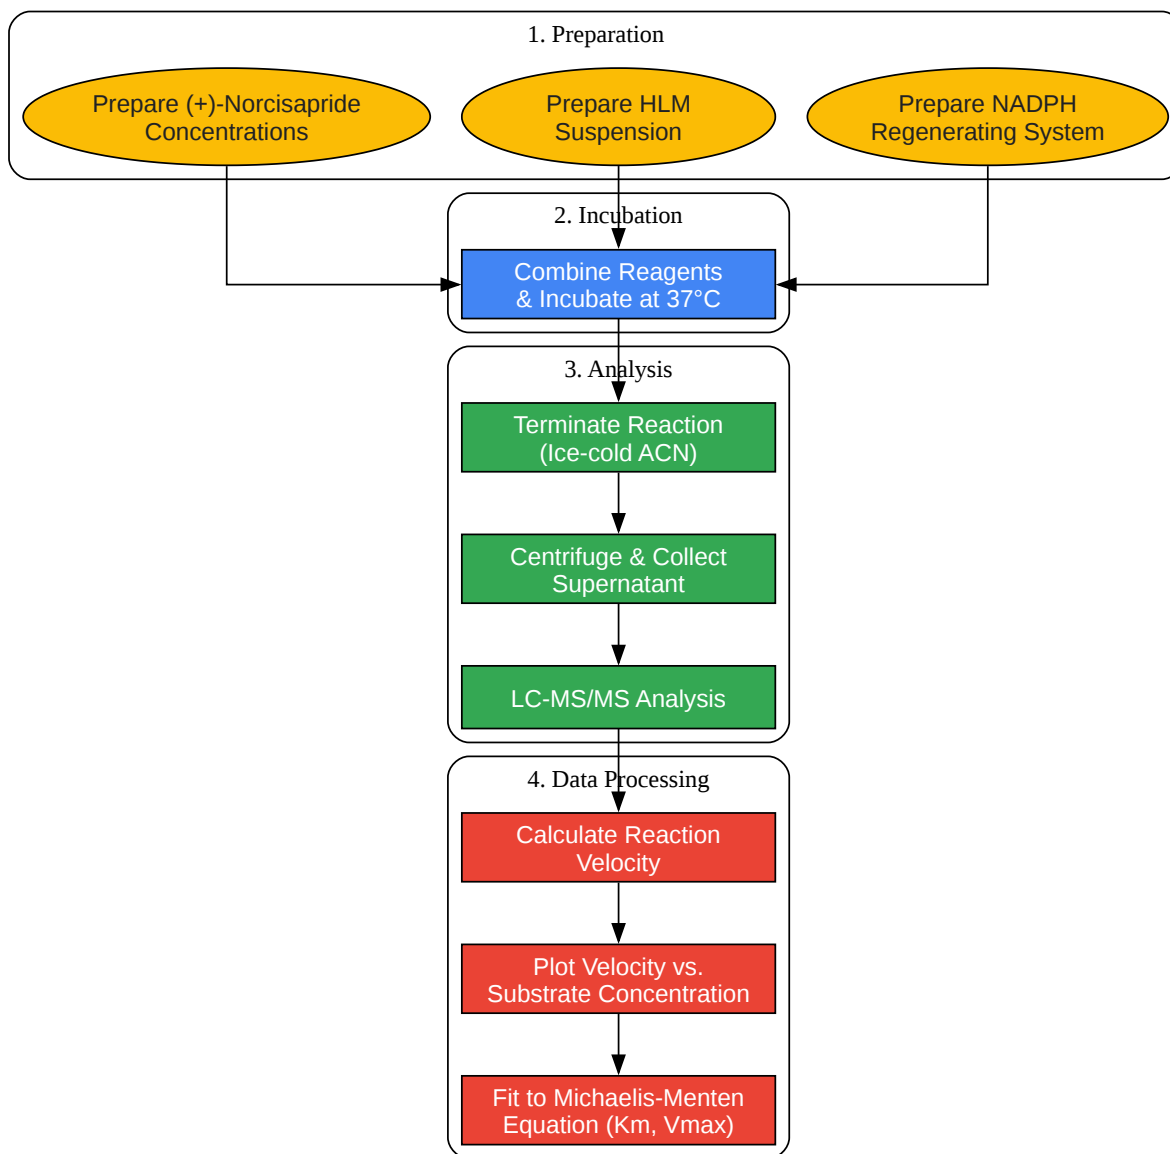 1. Preparation
Prepare (+)-Norcisapride
Concentrations
Prepare HLM
Suspension
Prepare NADPH
Regenerating System
2. Incubation
Combine Reagents
& Incubate at 37°C
3. Analysis
Terminate Reaction
(Ice-cold ACN)
Centrifuge & Collect
Supernatant
LC-MS/MS Analysis
4. Data Processing
Calculate Reaction
Velocity
Plot Velocity vs.
Substrate Concentration
Fit to Michaelis-Menten
Equation (Km, Vmax)